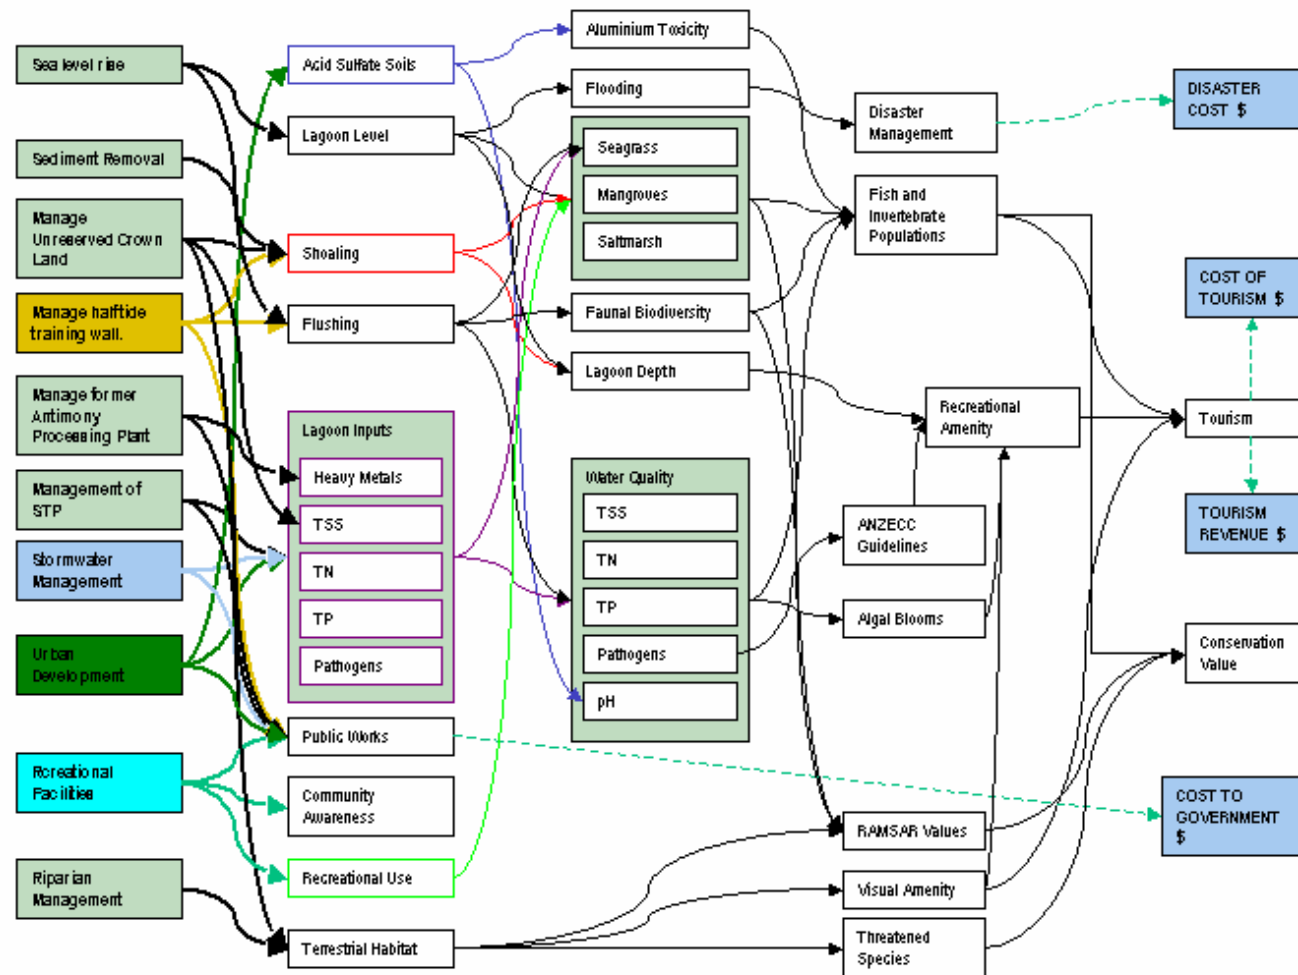 Sea level rise
Sediment Removal
Manage
Unreserved Crown
Land
Manage halftide
training wall.
Manage former
Antimony
Processing Plant
Management of
STP
Stormwater
Management
Urban
Development
Rcreational
Facilities
Riparian
Management
Acid Sulfate Soils
Lagoon Level
Shoaling
Flushing
Lagoon Inputs
Heavy Metals
TSS
TN
TP
Pathogens
Public Works
Community
Awareness
Recreational Use
Terrestrial Habitat
Aluminium Toxicity
Flooding
Seagrass
Mangroves
Saltmarsh
Faunal Biodiversity
Lagoon Depth
Water Quality
TSS
TN
TP
Pathogens
pH
Disaster
Management
Fish and
Invertebrate
Populations
Recreational
Amenity
ANZECC
Guidelines
Algal Blooms
RAMSAR Values
Visual Amenity
Threatened
Species
DISASTER
COST $
COST OF
TOURISM $
Tourism
TOURISM
REVENUE $
Conservation
Value
COST TO
GOVERNMENT
$